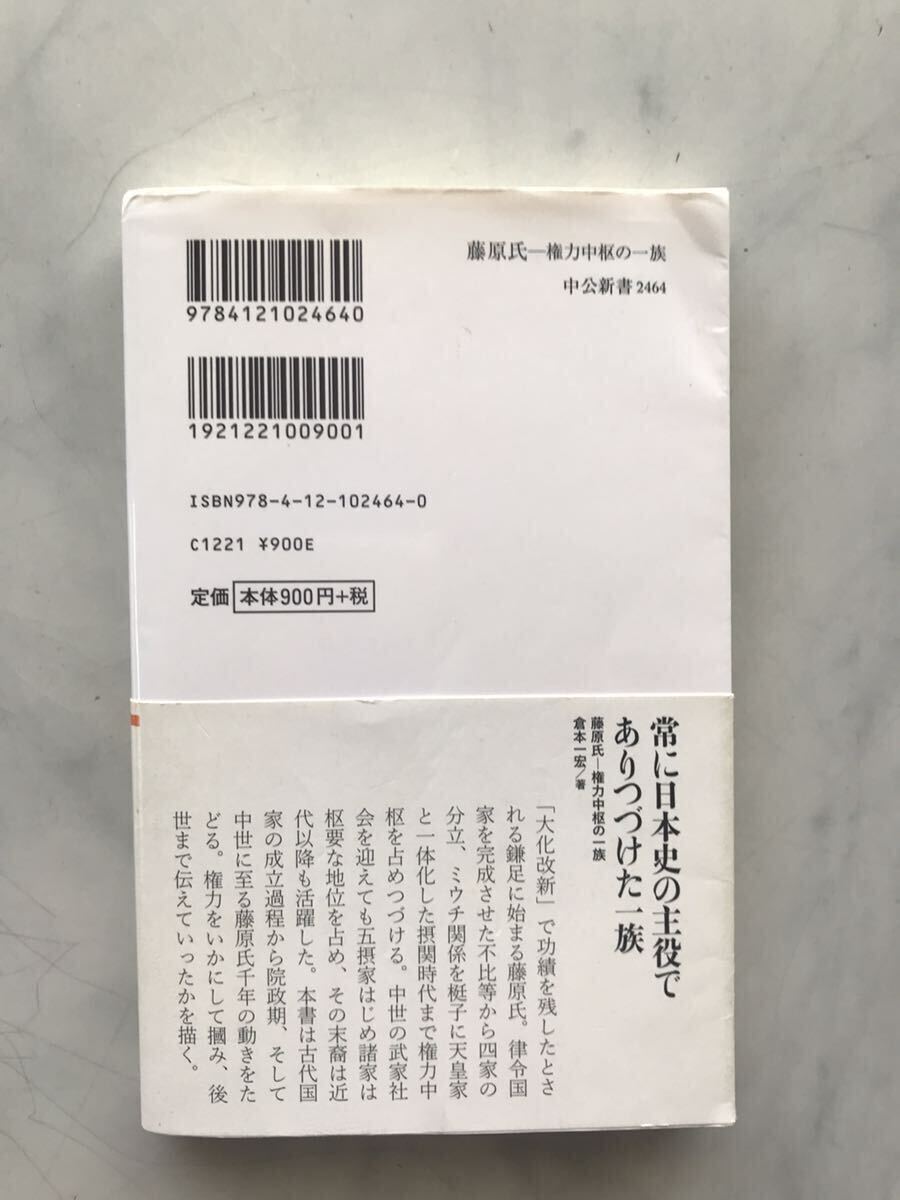 9784121024640
藤原氏―権力中枢の一族
中公新書 2464
1921221009001
ISBN978-4-12-102464-0
C1221 ¥900E
定価 本体900円+税
常に日本史の主役で
ありつづけた一族
藤原氏―権力中枢の一族
倉本一宏/著
「大化改新」で功績を残したとさ
れる鎌足に始まる藤原氏。律令国
家を完成させた不比等から四家の
分立、ミウチ関係を梃子に天皇家
と一体化した摂関時代まで権力中
枢を占めつづける。中世の武家社
会を迎えても五摂家はじめ諸家は
枢要な地位を占め、その末裔は近
代以降も活躍した。本書は古代国
家の成立過程から院政期、そして
中世に至る藤原氏千年の動きをた
どる。権力をいかにして摑み、後
世まで伝えていったかを描く。